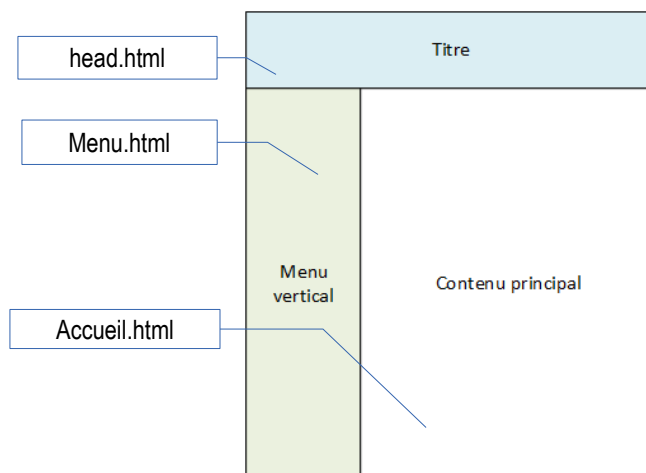 head.html
Titre
Menu.html
Menu
vertical
Contenu principal
Accueil.html